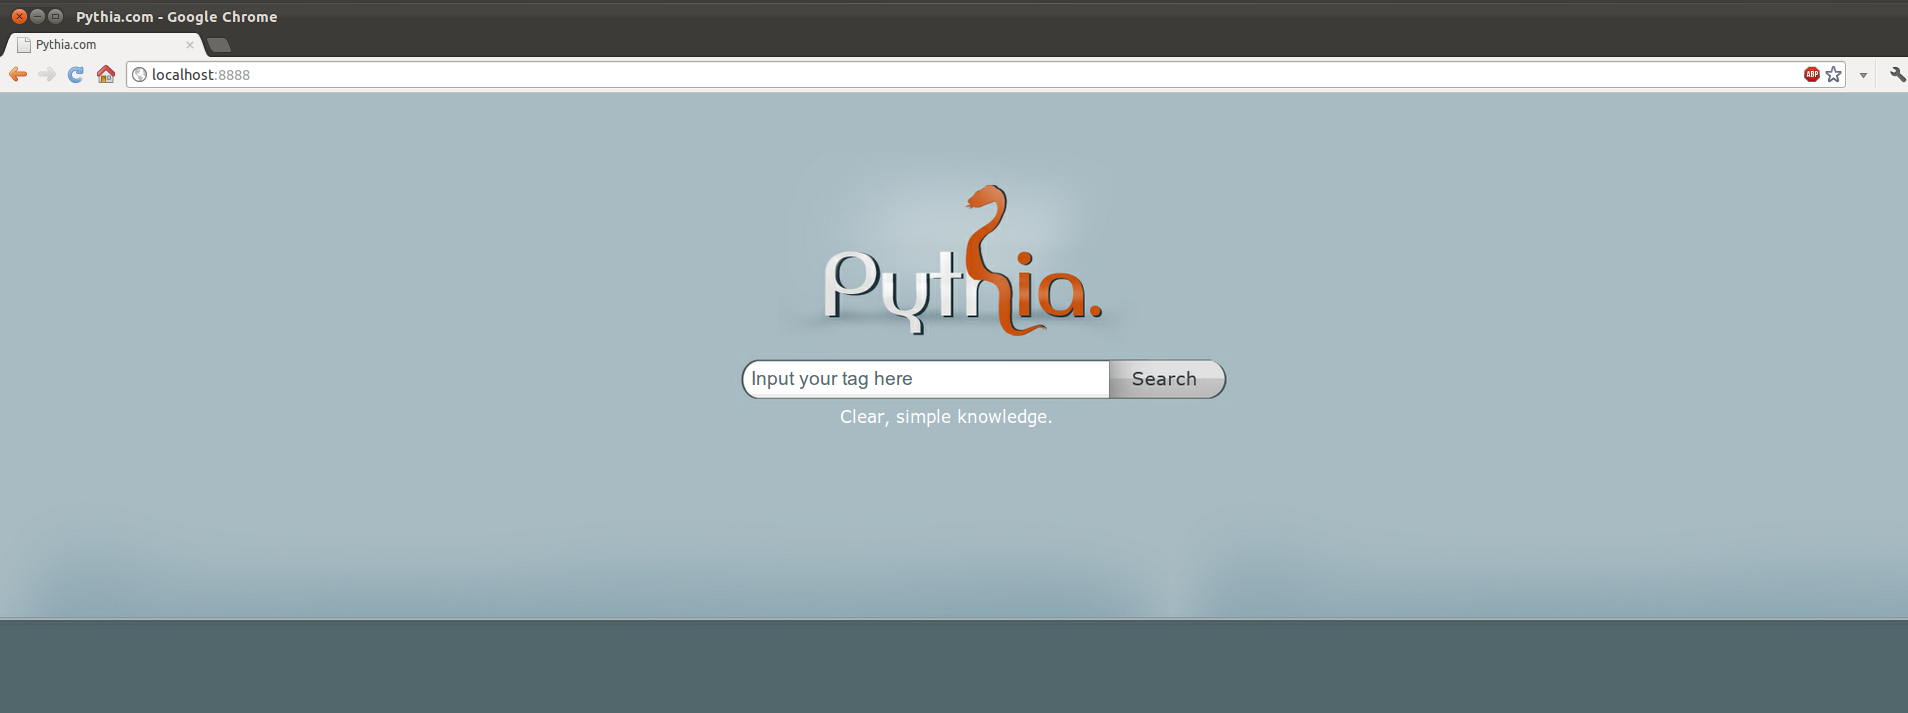 Pythia.com - Google Chrome
Pythia.com
localhost:8888
ABP
Pythia.
Input your tag here
Search
Clear, simple knowledge.